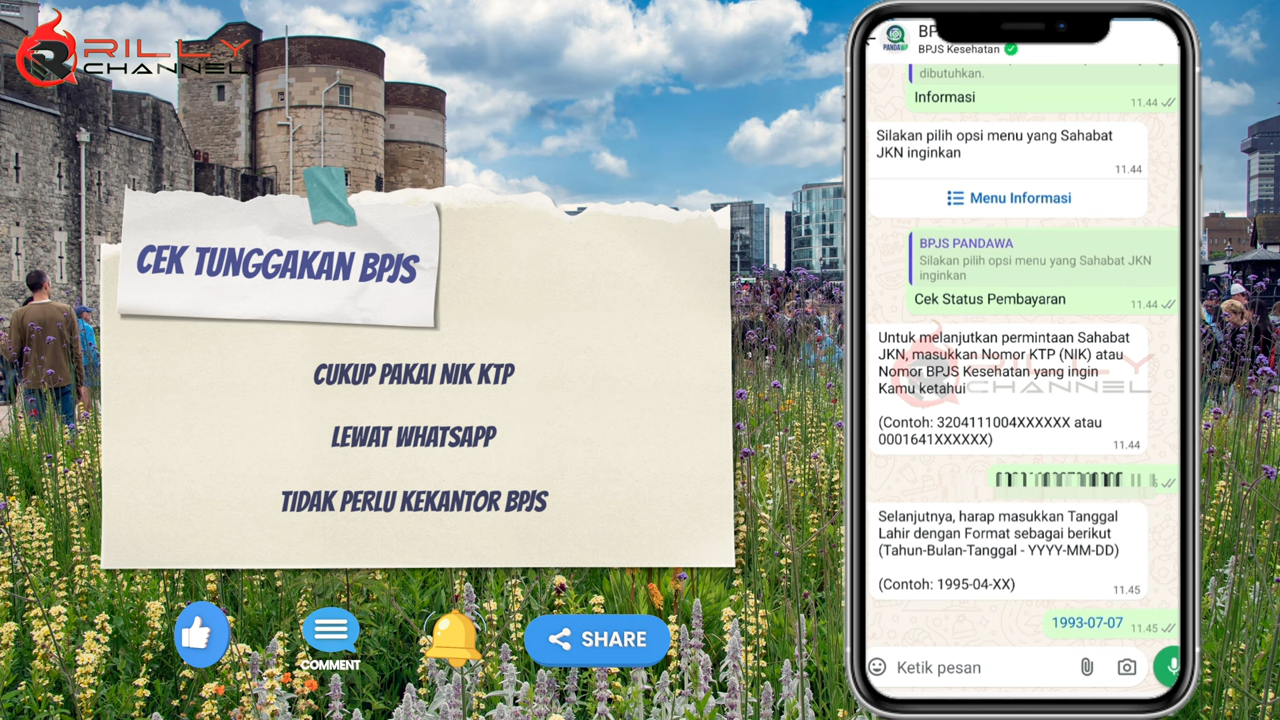 RILLY
CHANNEL
CEK TUNGGAKAN BPJS
CUKUP PAKAI NIK KTP
LEWAT WHATSAPP
TIDAK PERLU KEKANTOR BPJS
COMMENT
SHARE
PANDAWA
BP
BPJS Kesehatan
dibutuhkan.
Informasi
11.44
Silakan pilih opsi menu yang Sahabat
JKN inginkan
11.44
Menu Informasi
BPJS PANDAWA
Silakan pilih opsi menu yang Sahabat JKN
inginkan
Cek Status Pembayaran
11.44
Untuk melanjutkan permintaan Sahabat
JKN, masukkan Nomor KTP (NIK) atau
Nomor BPJS Kesehatan yang ingin
Kamu ketahui
RILLY
CHANNEL
(Contoh: 3204111004XXXXXX atau
0001641XXXXXX)
11.44
Selanjutnya, harap masukkan Tanggal
Lahir dengan Format sebagai berikut
(Tahun-Bulan-Tanggal - YYYY-MM-DD)
(Contoh: 1995-04-XX)
11.45
1993-07-07
11.45
Ketik pesan